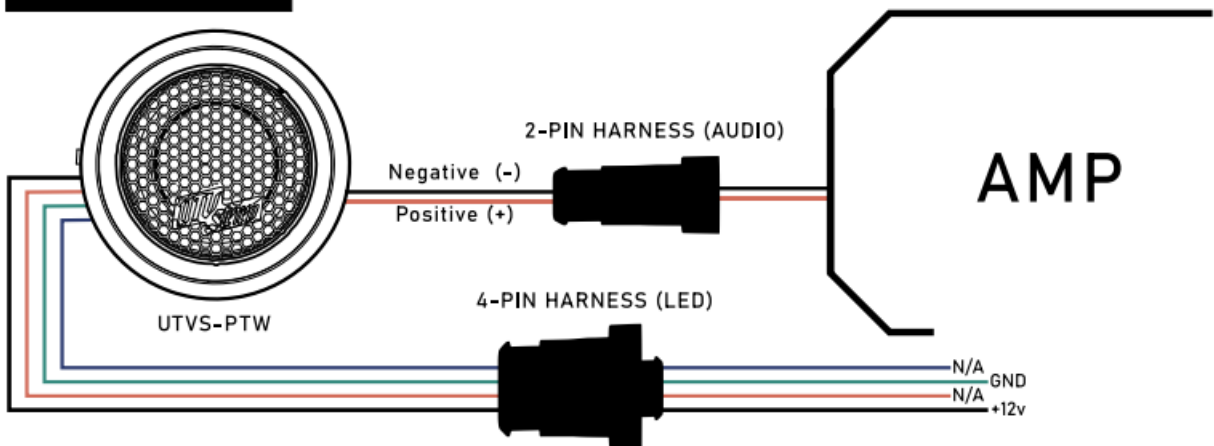 2-PIN HARNESS (AUDIO)
Negative (-)
Positive (+)
AMP
UTVS-PTW
4-PIN HARNESS (LED)
N/A
GND
N/A
+12v